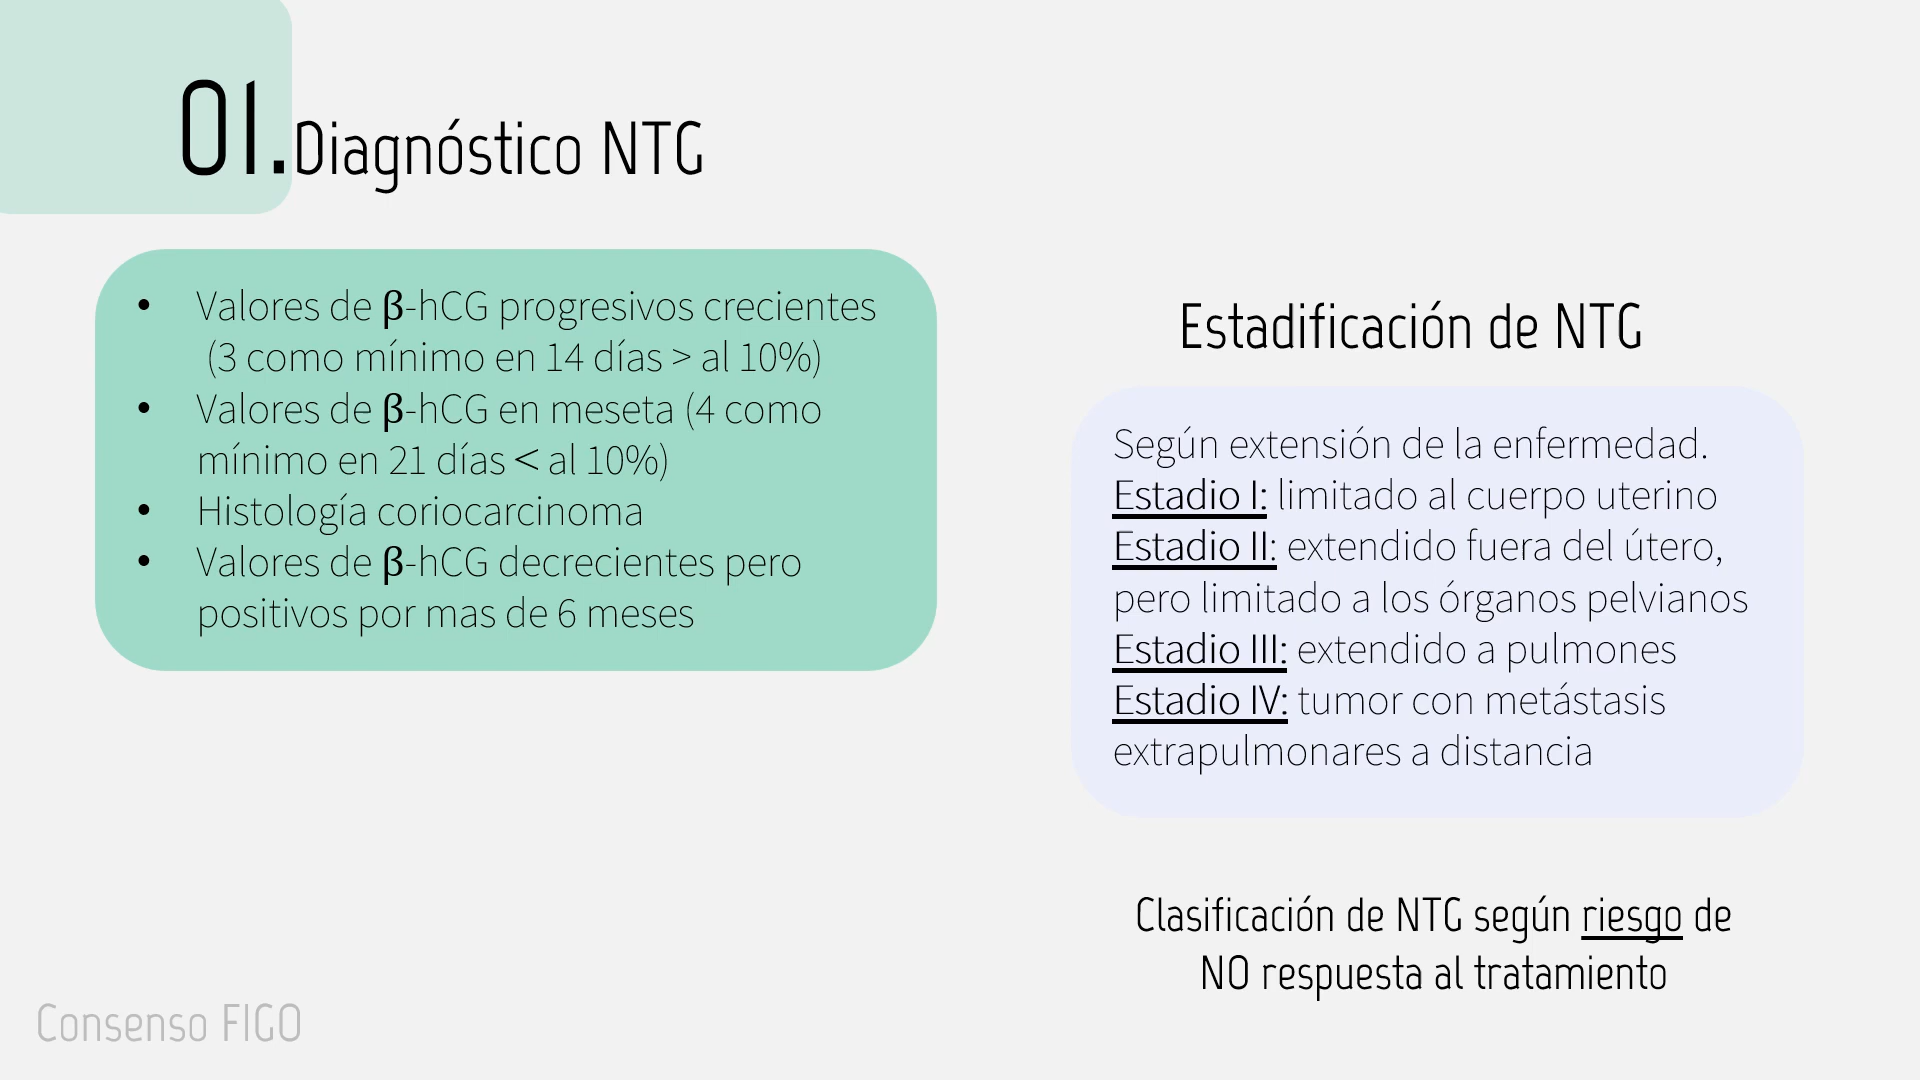 01.Diagnóstico NTG
• Valores de β-hCG progresivos crecientes
(3 como mínimo en 14 días > al 10%)
• Valores de β-hCG en meseta (4 como
mínimo en 21 días < al 10%)
• Histología coriocarcinoma
• Valores de β-hCG decrecientes pero
positivos por mas de 6 meses
Estadificación de NTG
Según extensión de la enfermedad.
Estadio I: limitado al cuerpo uterino
Estadio II: extendido fuera del útero,
pero limitado a los órganos pelvianos
Estadio III: extendido a pulmones
Estadio IV: tumor con metástasis
extrapulmonares a distancia
Clasificación de NTG según riesgo de
NO respuesta al tratamiento
Consenso FIGO